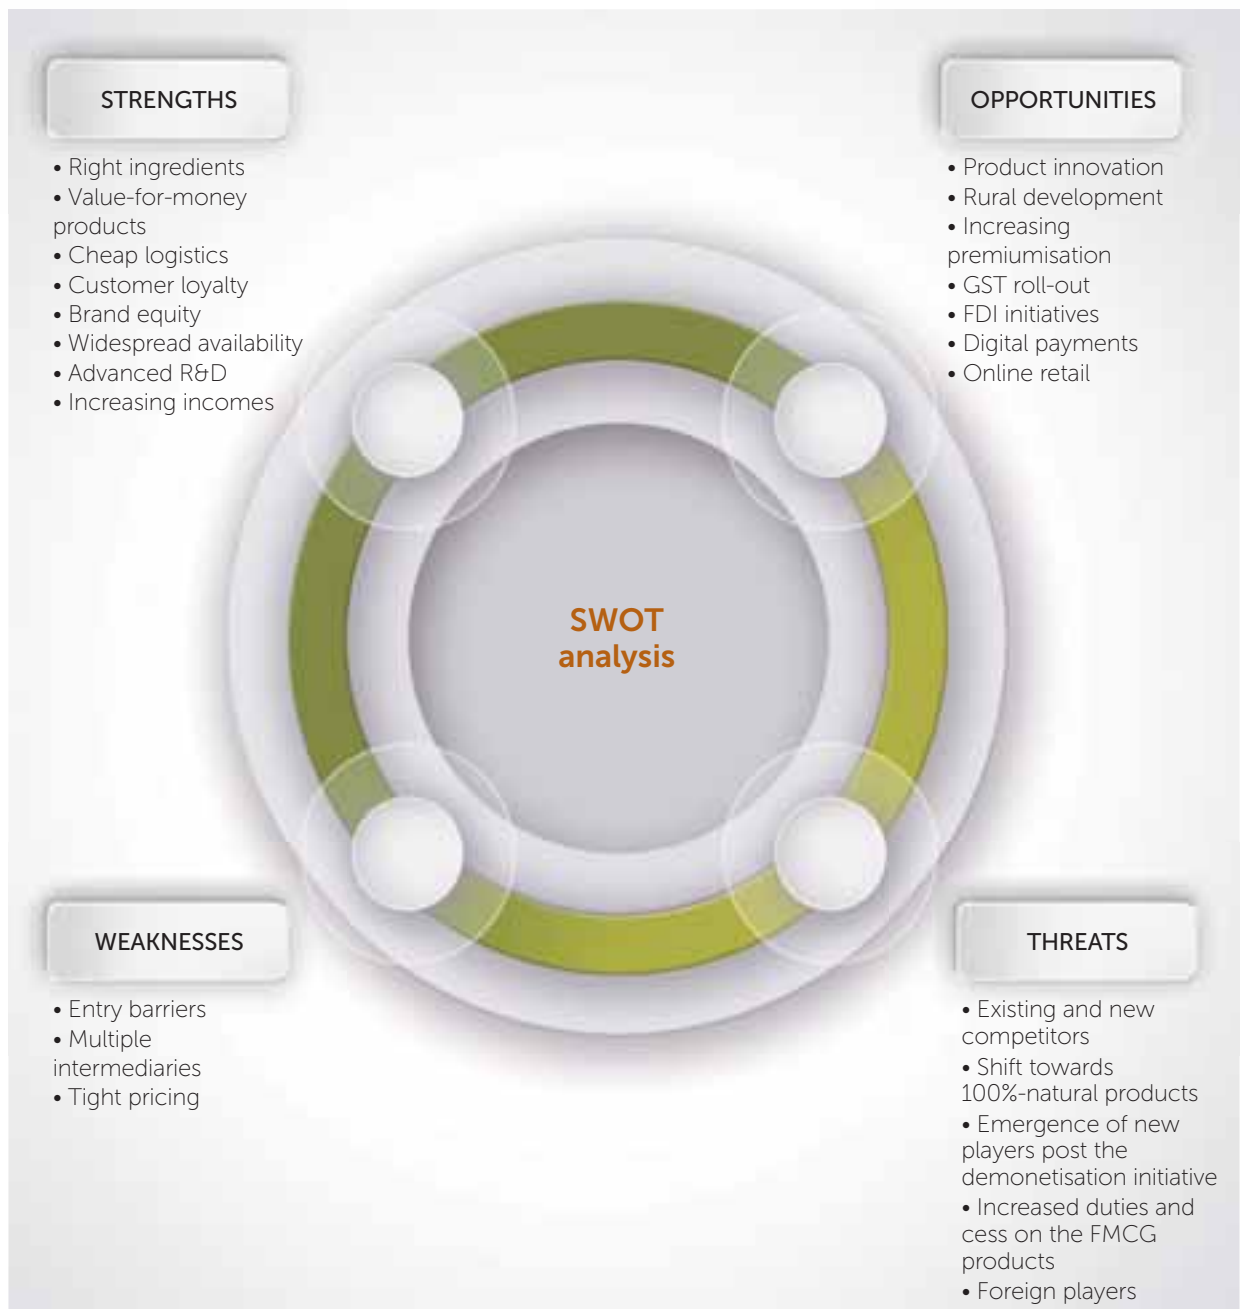 STRENGTHS
• Right ingredients
• Value-for-money
products
• Cheap logistics
• Customer loyalty
• Brand equity
• Widespread availability
• Advanced R&D
• Increasing incomes
OPPORTUNITIES
• Product innovation
• Rural development
• Increasing
premiumisation
• GST roll-out
• FDI initiatives
• Digital payments
• Online retail
SWOT
analysis
WEAKNESSES
• Entry barriers
• Multiple
intermediaries
• Tight pricing
THREATS
• Existing and new
competitors
• Shift towards
100%-natural products
• Emergence of new
players post the
demonetisation initiative
• Increased duties and
cess on the FMCG
products
• Foreign players